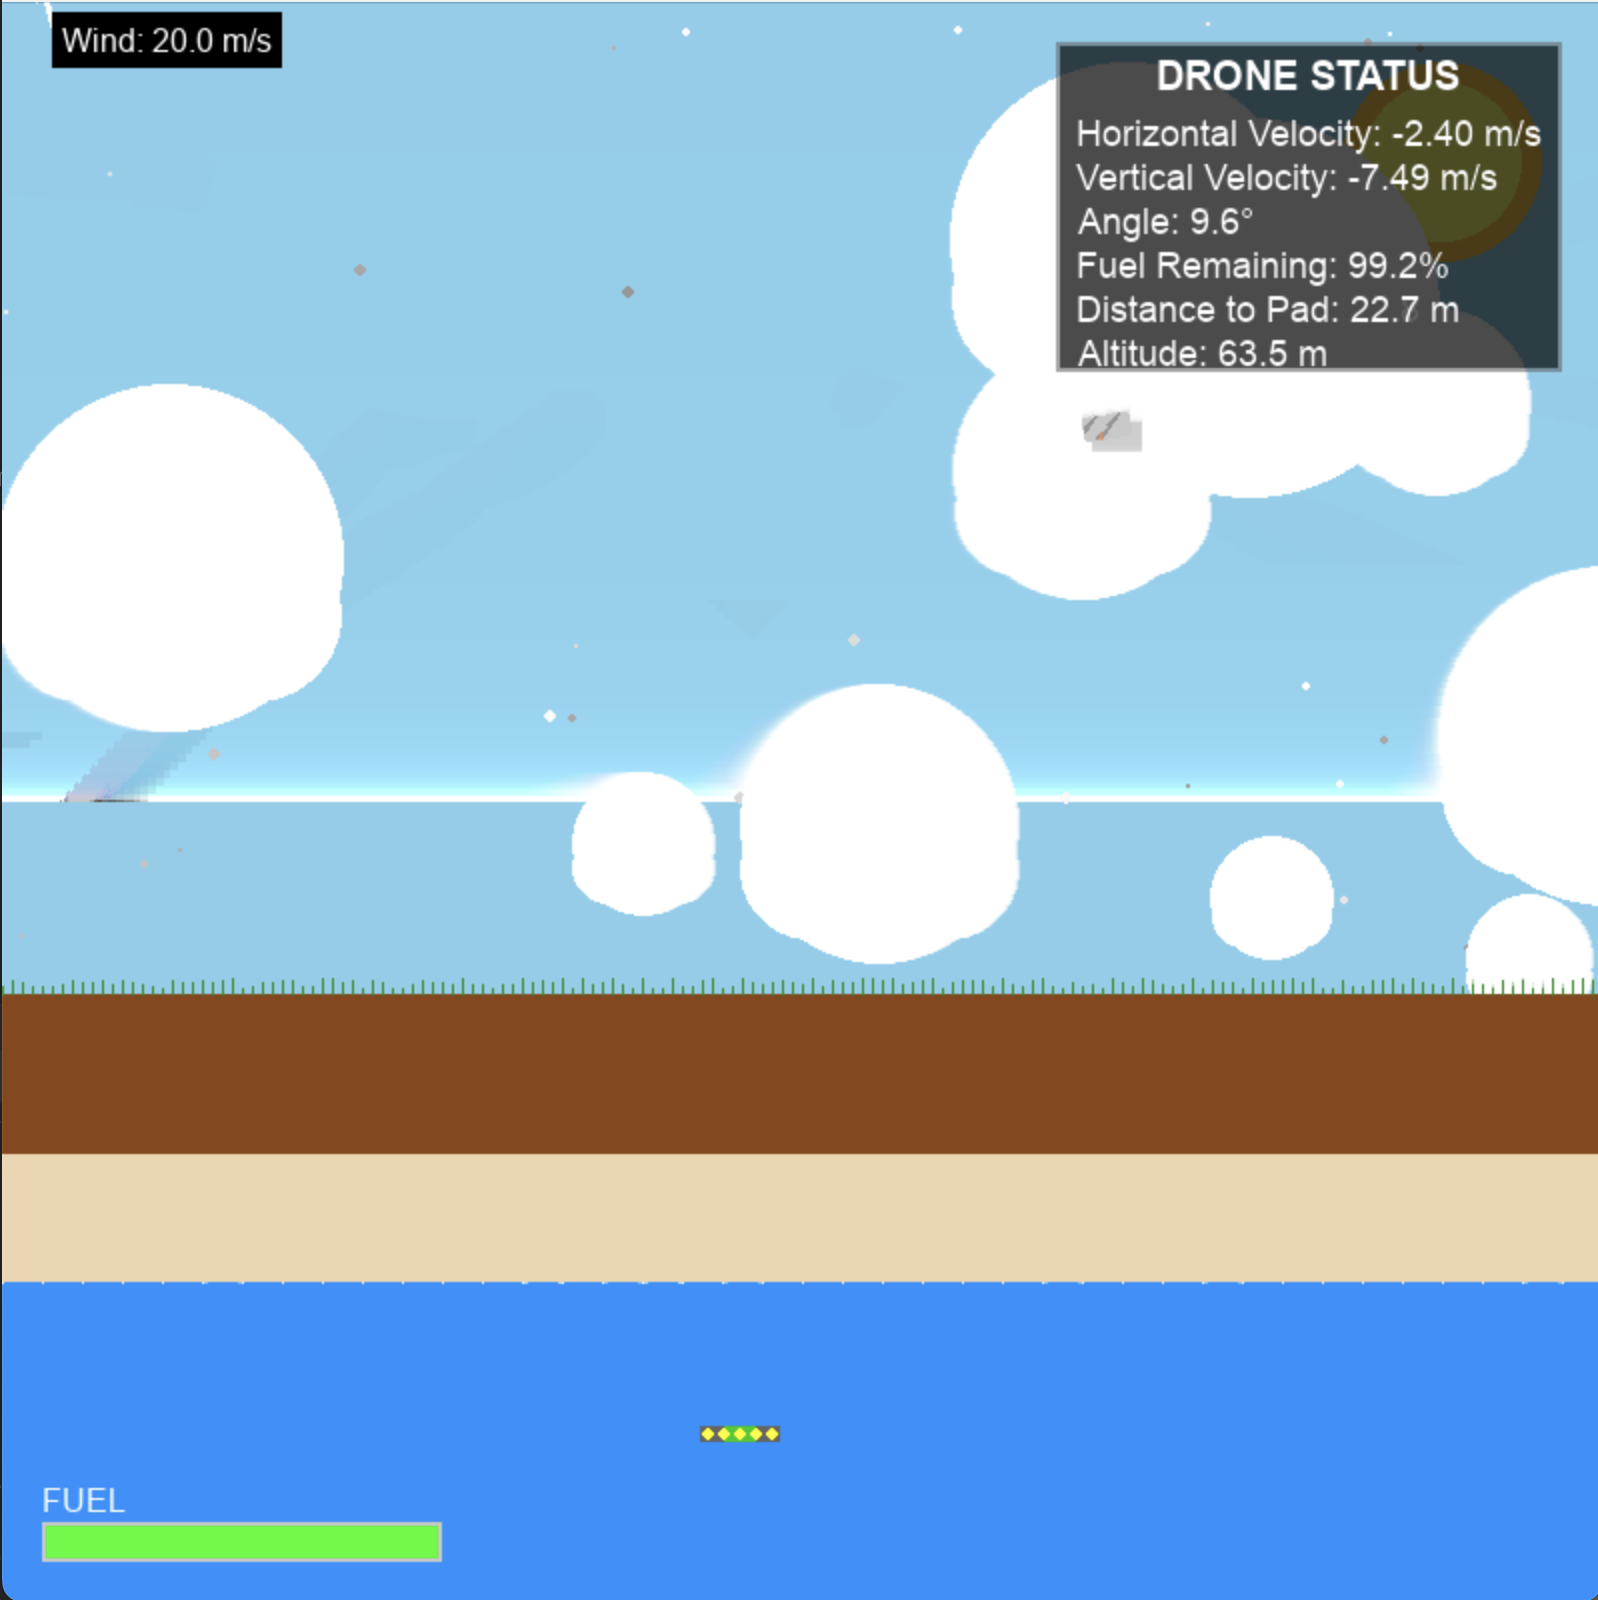 Wind: 20.0 m/s
DRONE STATUS
Horizontal Velocity: -2.40 m/s
Vertical Velocity: -7.49 m/s
Angle: 9.6°
Fuel Remaining: 99.2%
Distance to Pad: 22.7 m
Altitude: 63.5 m
FUEL